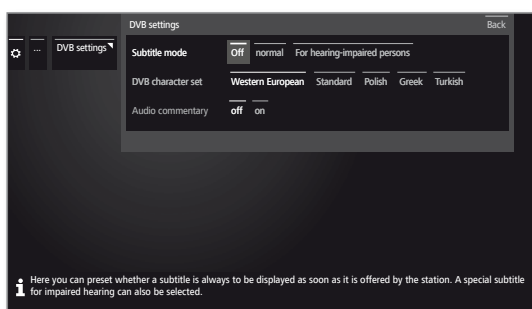 DVB settings Back
... DVB settings
Subtitle mode Off normal For hearing-impaired persons
DVB character set Western European Standard Polish Greek Turkish
Audio commentary off on
i Here you can preset whether a subtitle is always to be displayed as soon as it is offered by the station. A special subtitle
for impaired hearing can also be selected.